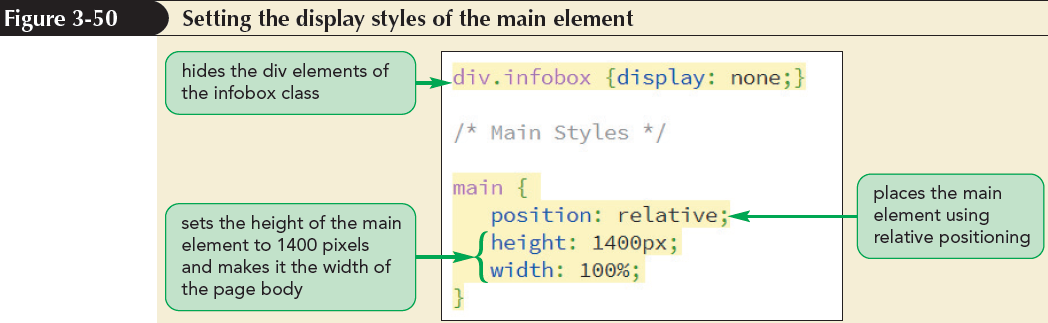 Figure 3-50
Setting the display styles of the main element
hides the div elements of
the infobox class
div.infobox {display: none;}
/* Main Styles */
main {
position: relative;
height: 1400px;
width: 100%;
}
sets the height of the main
element to 1400 pixels
and makes it the width of
the page body
places the main
element using
relative positioning